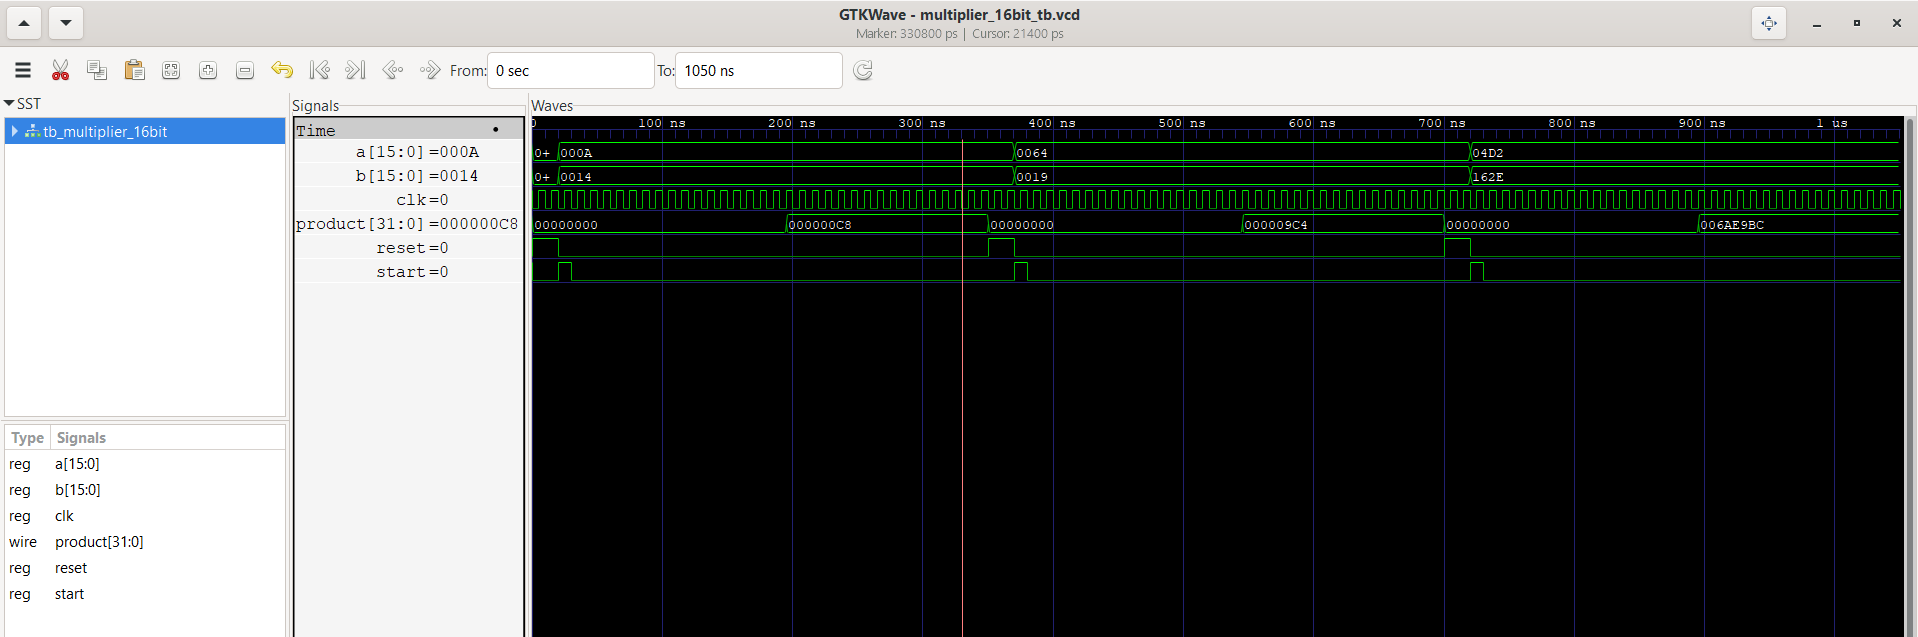 GTKWave - multiplier_16bit_tb.vcd
Marker: 330800 ps | Cursor: 21400 ps
From: 0 sec To: 1050 ns
SST
tb_multiplier_16bit
Type Signals
reg a[15:0]
reg b[15:0]
reg clk
wire product[31:0]
reg reset
reg start
Signals
Time
a[15:0]=000A
b[15:0]=0014
clk=0
product[31:0]=000000C8
reset=0
start=0
Waves
0 100 ns 200 ns 300 ns 400 ns 500 ns 600 ns 700 ns 800 ns 900 ns 1 us
0+ 000A 0064 04D2
0+ 0014 0019 162E
00000000 000000C8 00000000 000009C4 00000000 006AE9BC